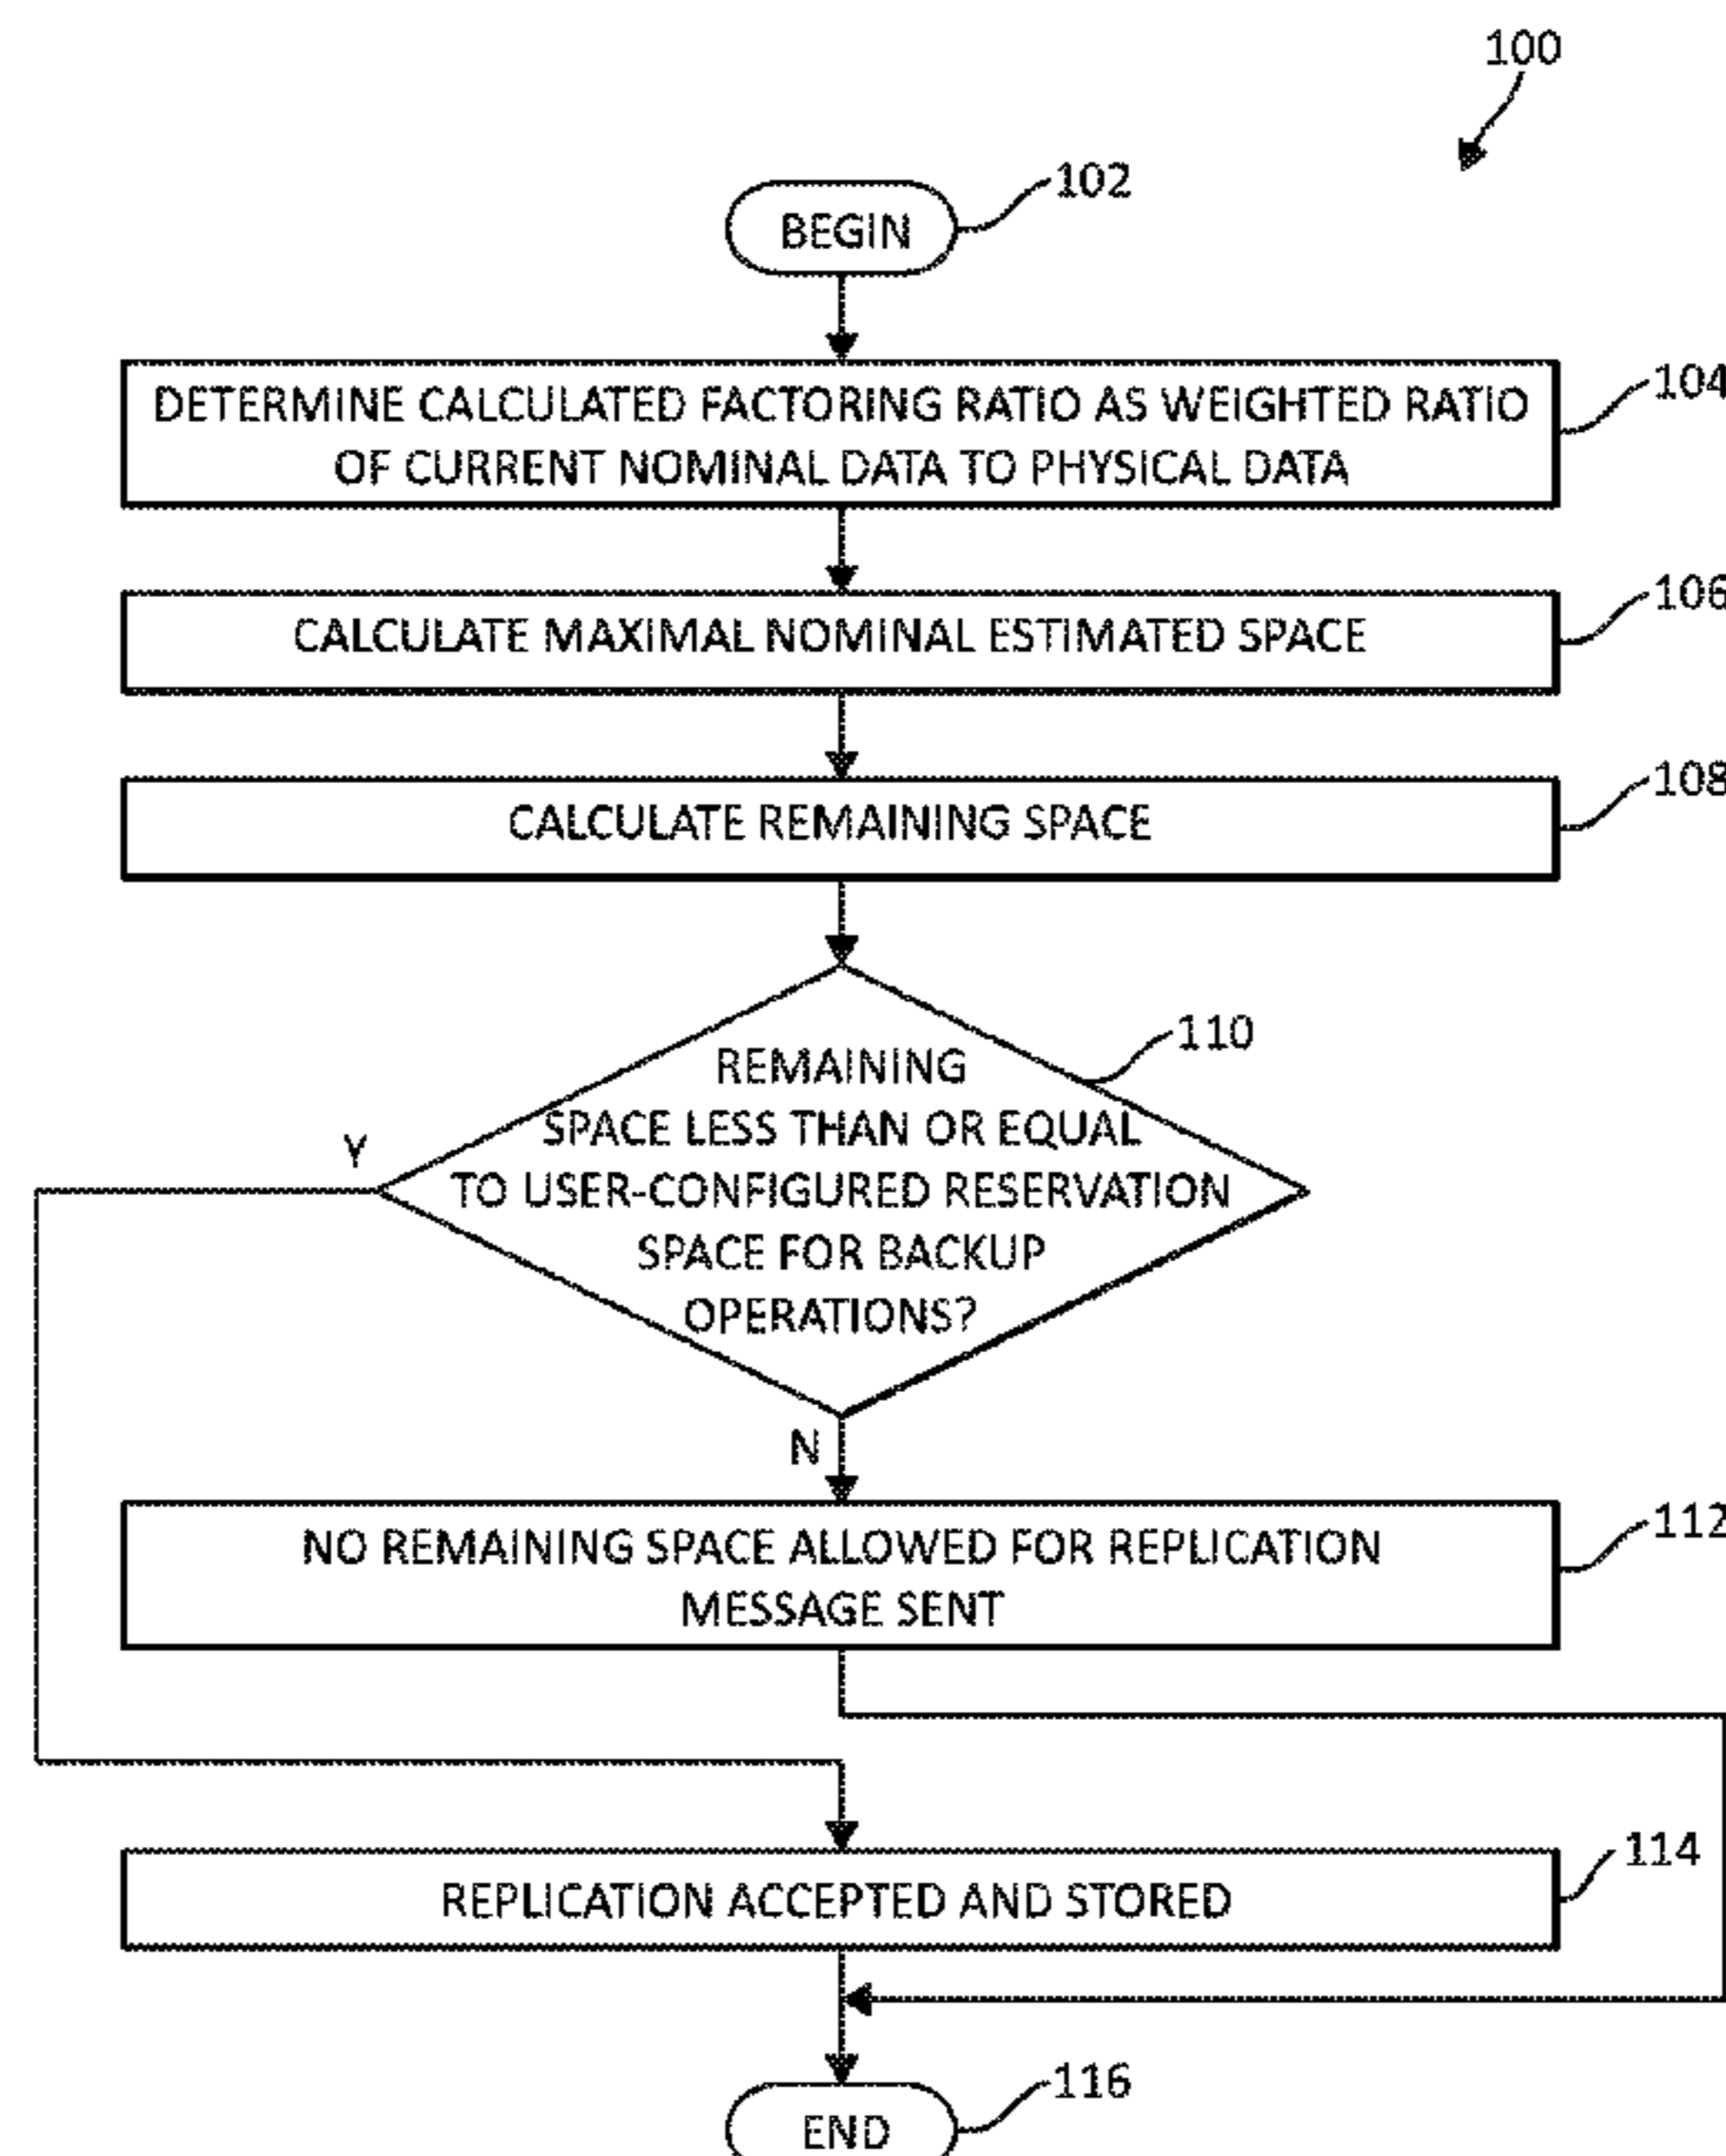 100
102
BEGIN
104
DETERMINE CALCULATED FACTORING RATIO AS WEIGHTED RATIO
OF CURRENT NOMINAL DATA TO PHYSICAL DATA
106
CALCULATE MAXIMAL NOMINAL ESTIMATED SPACE
108
CALCULATE REMAINING SPACE
110
REMAINING
SPACE LESS THAN OR EQUAL
TO USER-CONFIGURED RESERVATION
SPACE FOR BACKUP
OPERATIONS?
Y
N
112
NO REMAINING SPACE ALLOWED FOR REPLICATION
MESSAGE SENT
114
REPLICATION ACCEPTED AND STORED
116
END